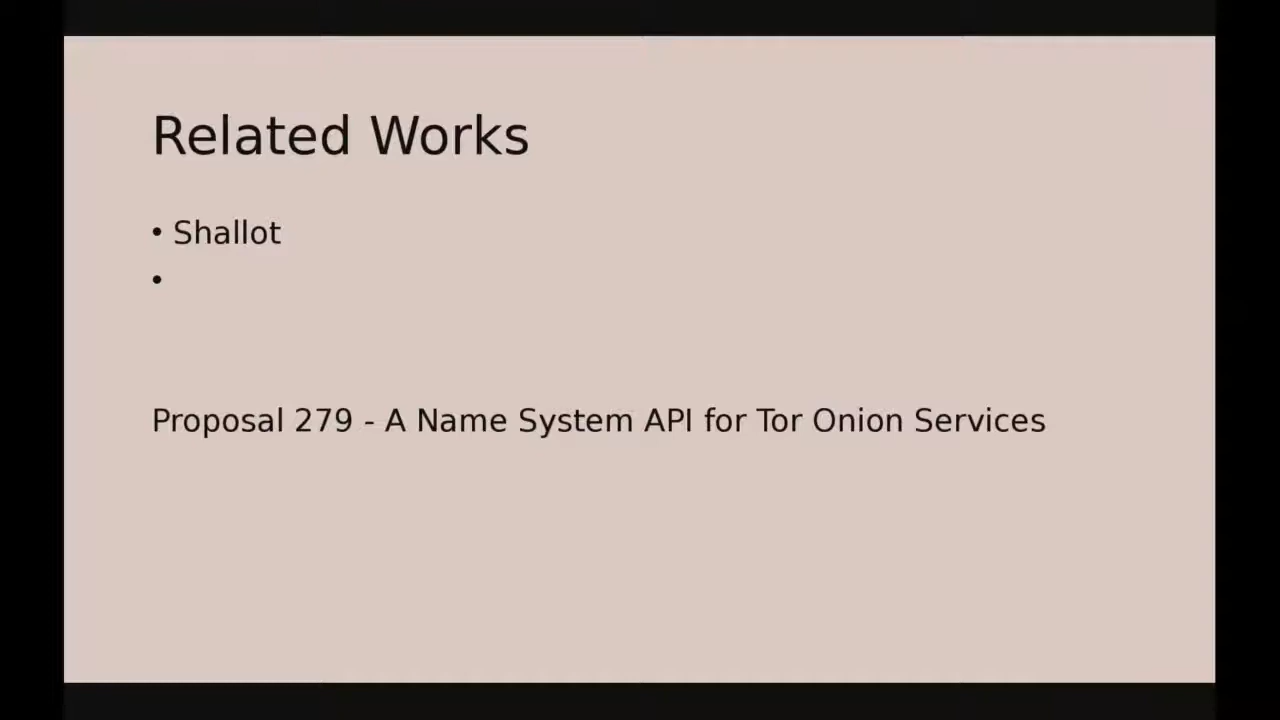 Related Works
• Shallot
•
Proposal 279 - A Name System API for Tor Onion Services